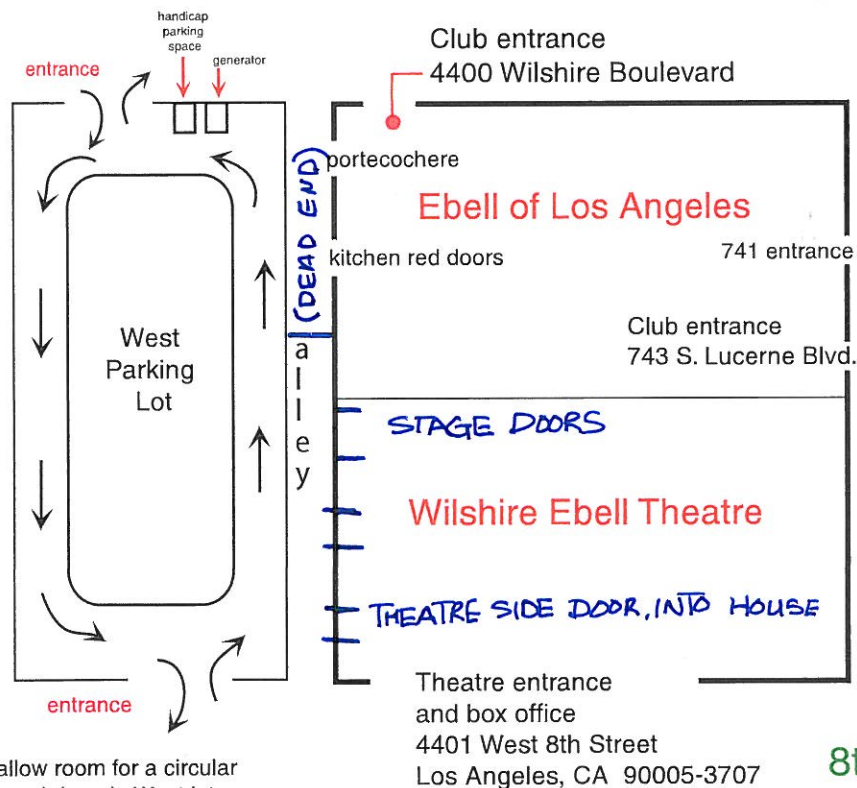 handicap
parking
space
generator
entrance
Club entrance
4400 Wilshire Boulevard
portecochere
(DEAD END)
Ebell of Los Angeles
kitchen red doors
741 entrance
West
Parking
Lot
alley
Club entrance
743 S. Lucerne Blvd.
STAGE DOORS
Wilshire Ebell Theatre
THEATRE SIDE DOOR, INTO HOUSE
entrance
Theatre entrance
and box office
4401 West 8th Street
Los Angeles, CA 90005-3707
allow room for a circular